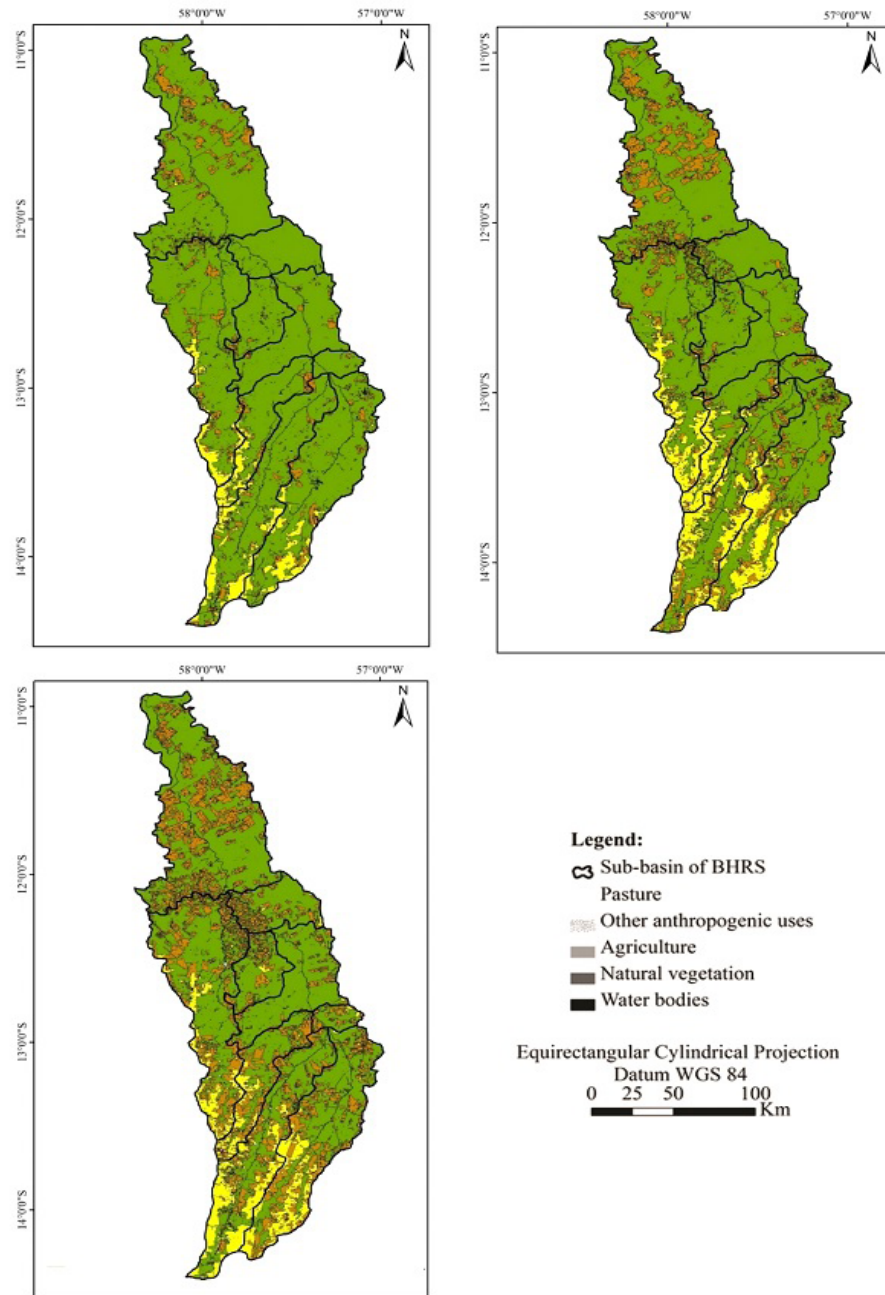 58°0'0"W 57°0'0"W
N
11°0'0"S
12°0'0"S
13°0'0"S
14°0'0"S
58°0'0"W 57°0'0"W
N
11°0'0"S
12°0'0"S
13°0'0"S
14°0'0"S
58°0'0"W 57°0'0"W
N
11°0'0"S
12°0'0"S
13°0'0"S
14°0'0"S
Legend:
Sub-basin of BHRS
Pasture
Other anthropogenic uses
Agriculture
Natural vegetation
Water bodies
Equirectangular Cylindrical Projection
Datum WGS 84
0 25 50 100
Km